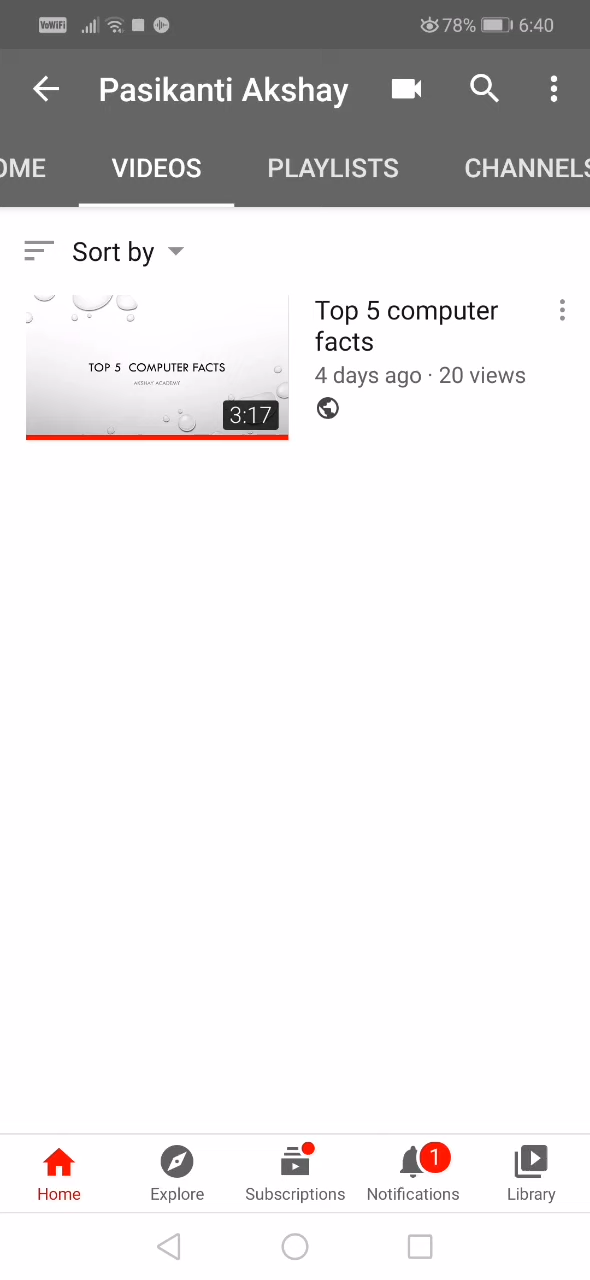 VoWiFi 78% 6:40
Pasikanti Akshay
OME VIDEOS PLAYLISTS CHANNELS
Sort by
TOP 5 COMPUTER FACTS
AKSHAY ACADEMY
3:17
Top 5 computer
facts
4 days ago · 20 views
1
Home Explore Subscriptions Notifications Library